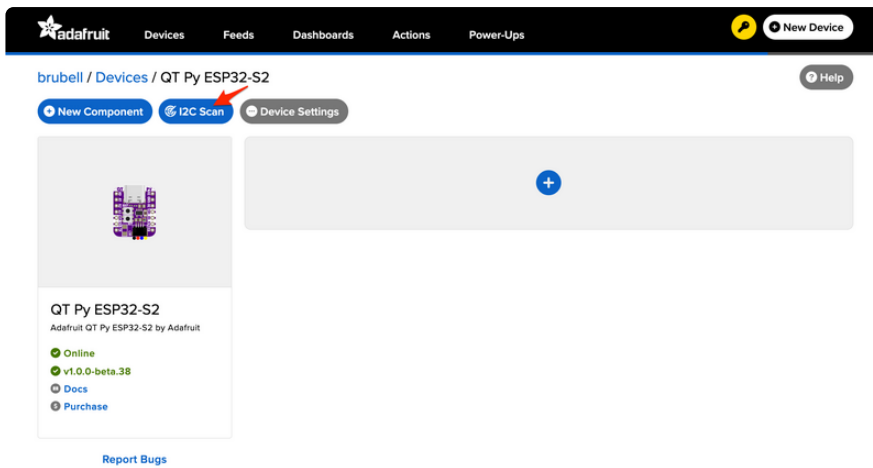 adafruit Devices Feeds Dashboards Actions Power-Ups New Device
brubell / Devices / QT Py ESP32-S2 Help
New Component I2C Scan Device Settings
QT Py ESP32-S2
Adafruit QT Py ESP32-S2 by Adafruit
Online
v1.0.0-beta.38
Docs
Purchase
Report Bugs